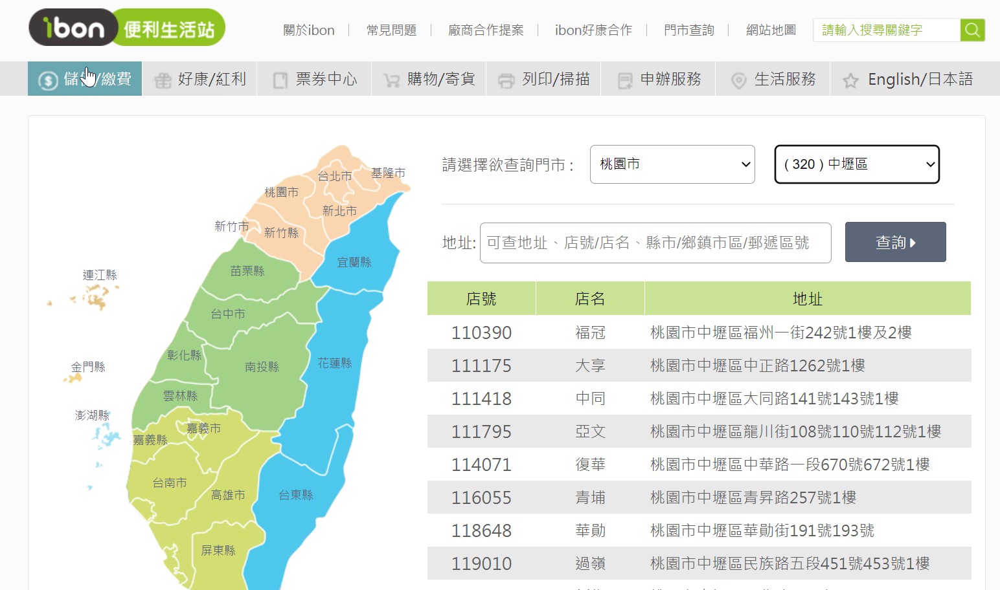 ibon 便利生活站
關於ibon | 常見問題 | 廠商合作提案 | ibon好康合作 | 門市查詢 | 網站地圖
請輸入搜尋關鍵字
/繳費
好康/紅利
票券中心
購物/寄貨
列印/掃描
申辦服務
生活服務
English/日本語
請選擇欲查詢門市：
桃園市
( 320 ) 中壢區
地址:
可查地址、店號/店名、縣市/鄉鎮市區/郵遞區號
查詢
基隆市
台北市
桃園市
新北市
新竹市
新竹縣
宜蘭縣
苗栗縣
連江縣
台中市
彰化縣
花蓮縣
金門縣
南投縣
雲林縣
澎湖縣
嘉義市
嘉義縣
台南市
高雄市
台東縣
屏東縣
店號 店名 地址
110390 福冠 桃園市中壢區福州一街242號1樓及2樓
111175 大享 桃園市中壢區中正路1262號1樓
111418 中同 桃園市中壢區大同路141號143號1樓
111795 亞文 桃園市中壢區龍川街108號110號112號1樓
114071 復華 桃園市中壢區中華路一段670號672號1樓
116055 青埔 桃園市中壢區青昇路257號1樓
118648 華勛 桃園市中壢區華勛街191號193號
119010 過嶺 桃園市中壢區民族路五段451號453號1樓